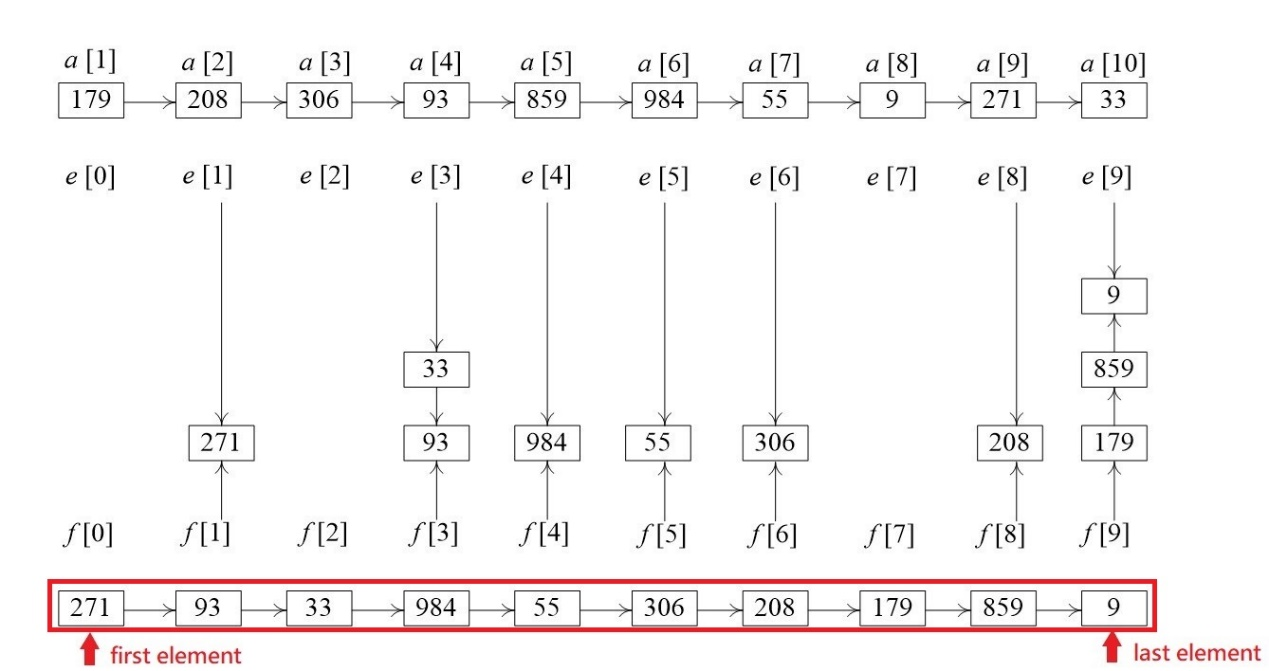 a [1] a [2] a [3] a [4] a [5] a [6] a [7] a [8] a [9] a [10]
179 208 306 93 859 984 55 9 271 33
e [0] e [1] e [2] e [3] e [4] e [5] e [6] e [7] e [8] e [9]
9
33 859
271 93 984 55 306 208 179
f [0] f [1] f [2] f [3] f [4] f [5] f [6] f [7] f [8] f [9]
271 93 33 984 55 306 208 179 859 9
first element last element